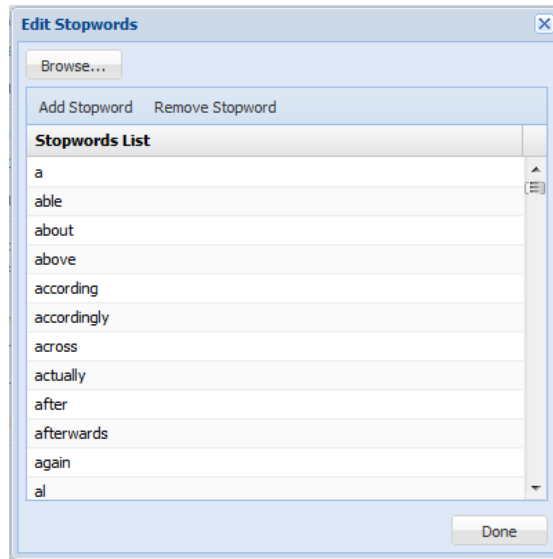 Edit Stopwords
Browse...
Add Stopword Remove Stopword
Stopwords List
a
able
about
above
according
accordingly
across
actually
after
afterwards
again
al
Done